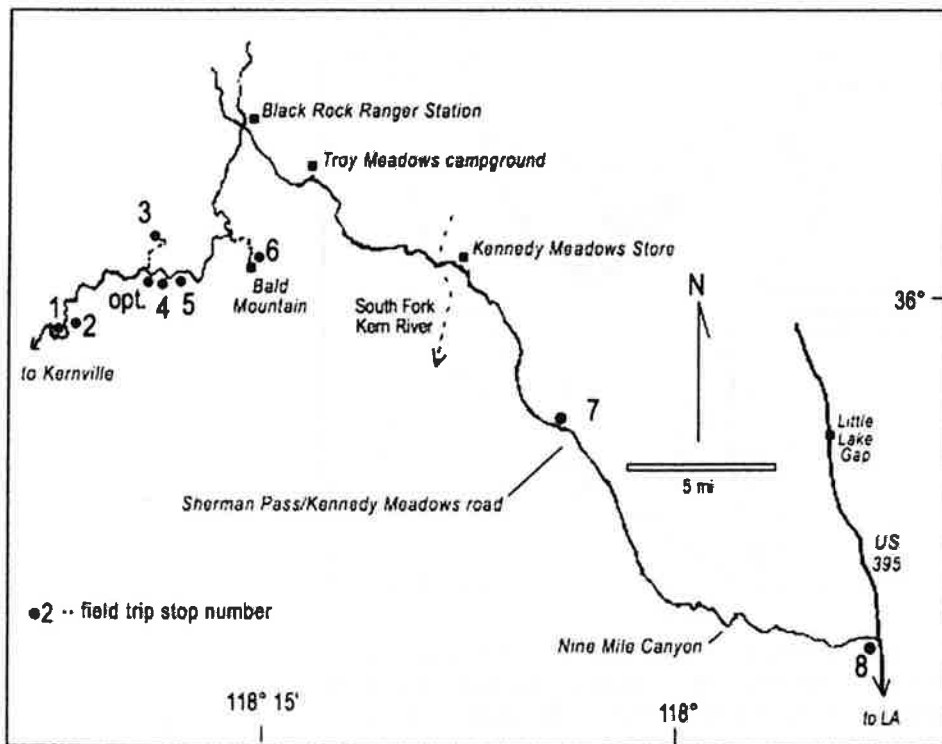 Black Rock Ranger Station
Troy Meadows campground
3
6
Kennedy Meadows Store
Bald
Mountain
opt.
4
5
1
2
South Fork
Kern River
N
36°
to Kernville
7
Little
Lake
Gap
5 mi
Sherman Pass/Kennedy Meadows road
US
395
●2 -- field trip stop number
Nine Mile Canyon
8
118° 15'
118°
to LA